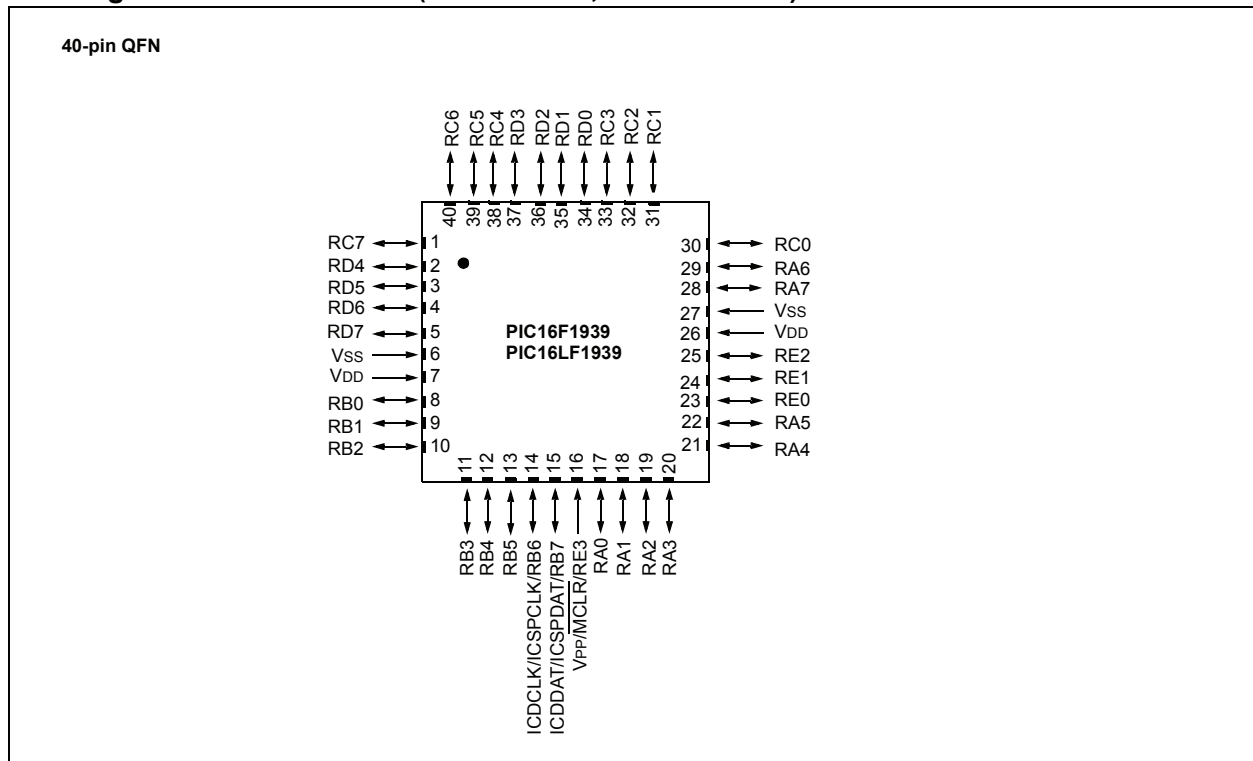 40-pin QFN
RC6
RC5
RC4
RD3
RD2
RD1
RD0
RC3
RC2
RC1
40
39
38
37
36
35
34
33
32
31
RC7 1
RD4 2
RD5 3
RD6 4
RD7 5
VSS 6
VDD 7
RB0 8
RB1 9
RB2 10
PIC16F1939
PIC16LF1939
30 RC0
29 RA6
28 RA7
27 VSS
26 VDD
25 RE2
24 RE1
23 RE0
22 RA5
21 RA4
11
12
13
14
15
16
17
18
19
20
RB3
RB4
RB5
ICDCLK/ICSPCLK/RB6
ICDDAT/ICSPDAT/RB7
VPP/MCLR/RE3
RA0
RA1
RA2
RA3